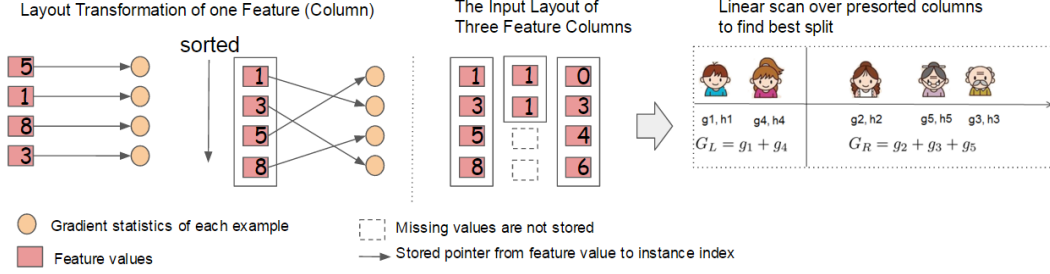 Layout Transformation of one Feature (Column)
The Input Layout of
Three Feature Columns
Linear scan over presorted columns
to find best split
sorted
5
1
8
3
1
3
5
8
1
3
5
8
1
1
0
3
4
6
g1, h1
g4, h4
g2, h2
g5, h5
g3, h3
G_L = g_1 + g_4
G_R = g_2 + g_3 + g_5
Gradient statistics of each example
Feature values
Missing values are not stored
Stored pointer from feature value to instance index